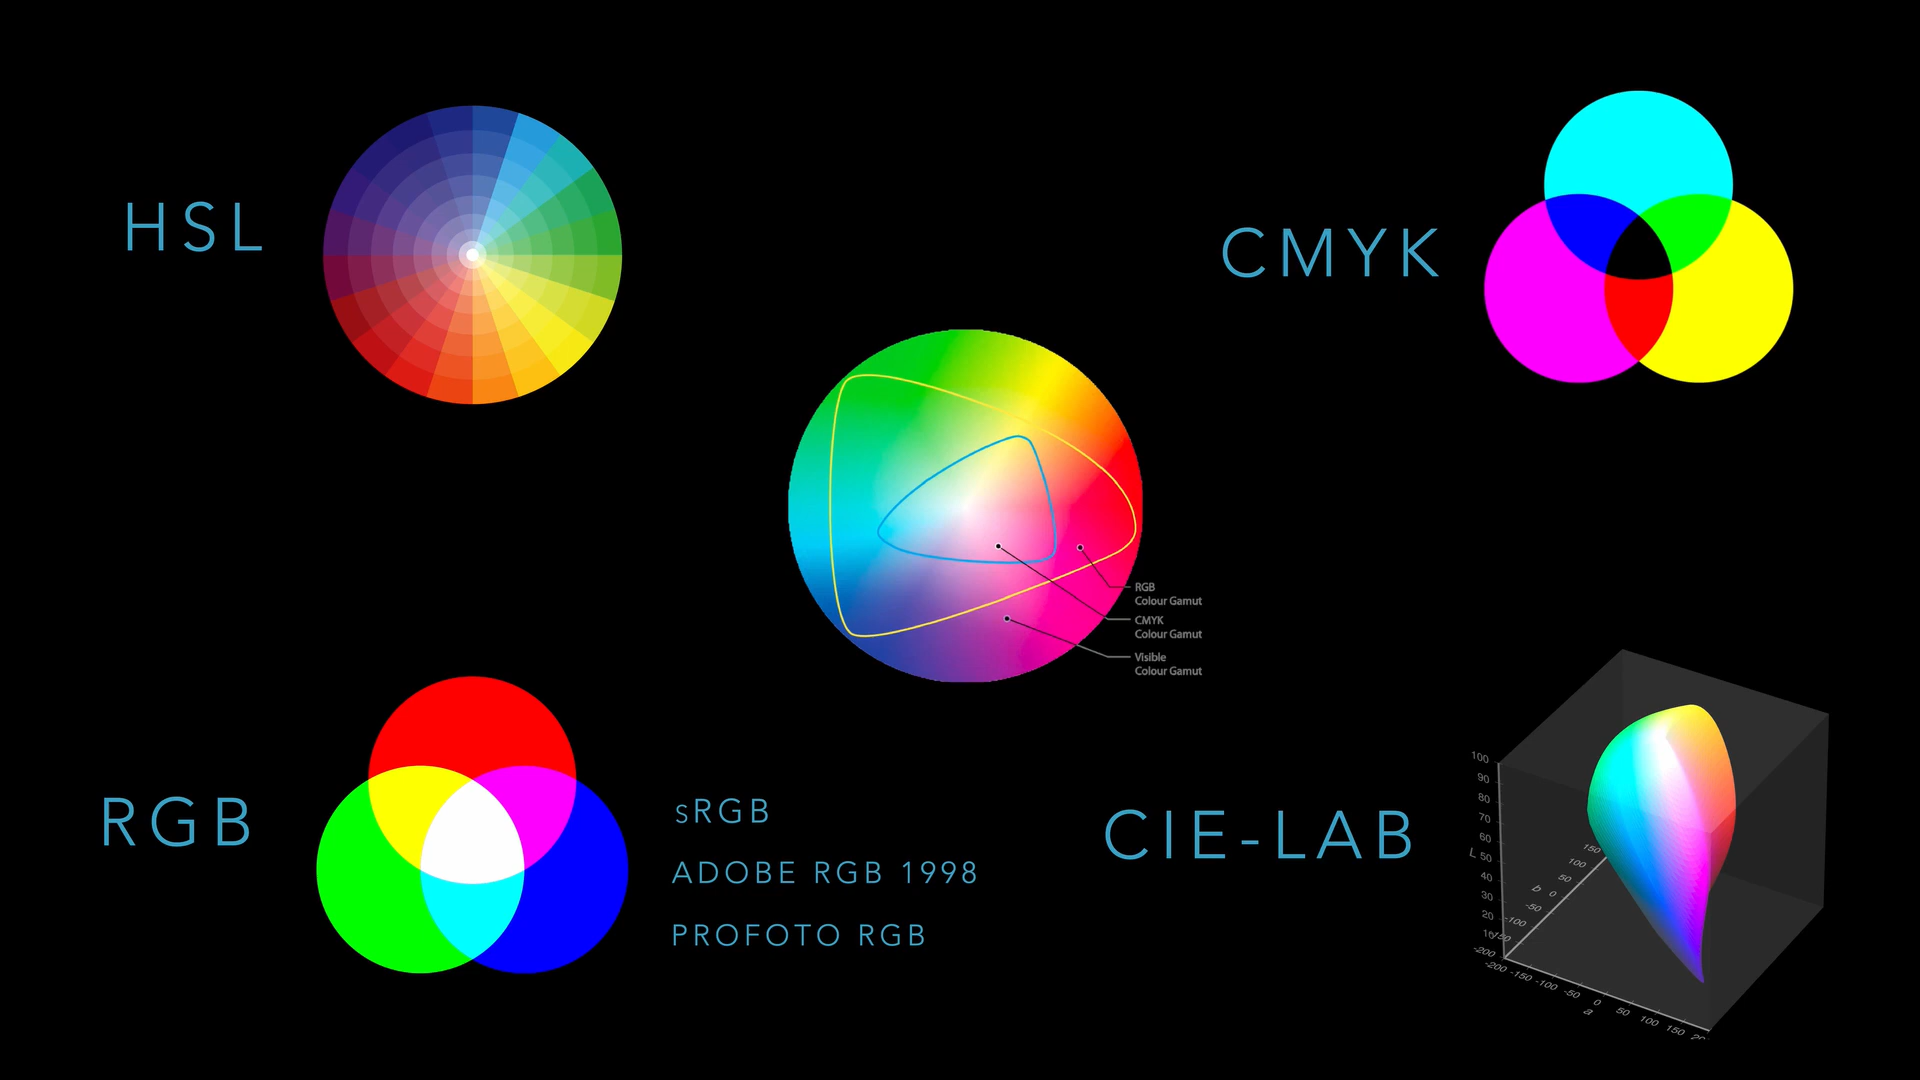 HSL
CMYK
RGB
Colour Gamut
CMYK
Colour Gamut
Visible
Colour Gamut
RGB
sRGB
ADOBE RGB 1998
PROFOTO RGB
CIE-LAB
100
90
80
70
60
L 50
40
30
20
150
100
50
b 0
-50
-100
-200
-200 -150 -100 -50 0 50 100 150
a